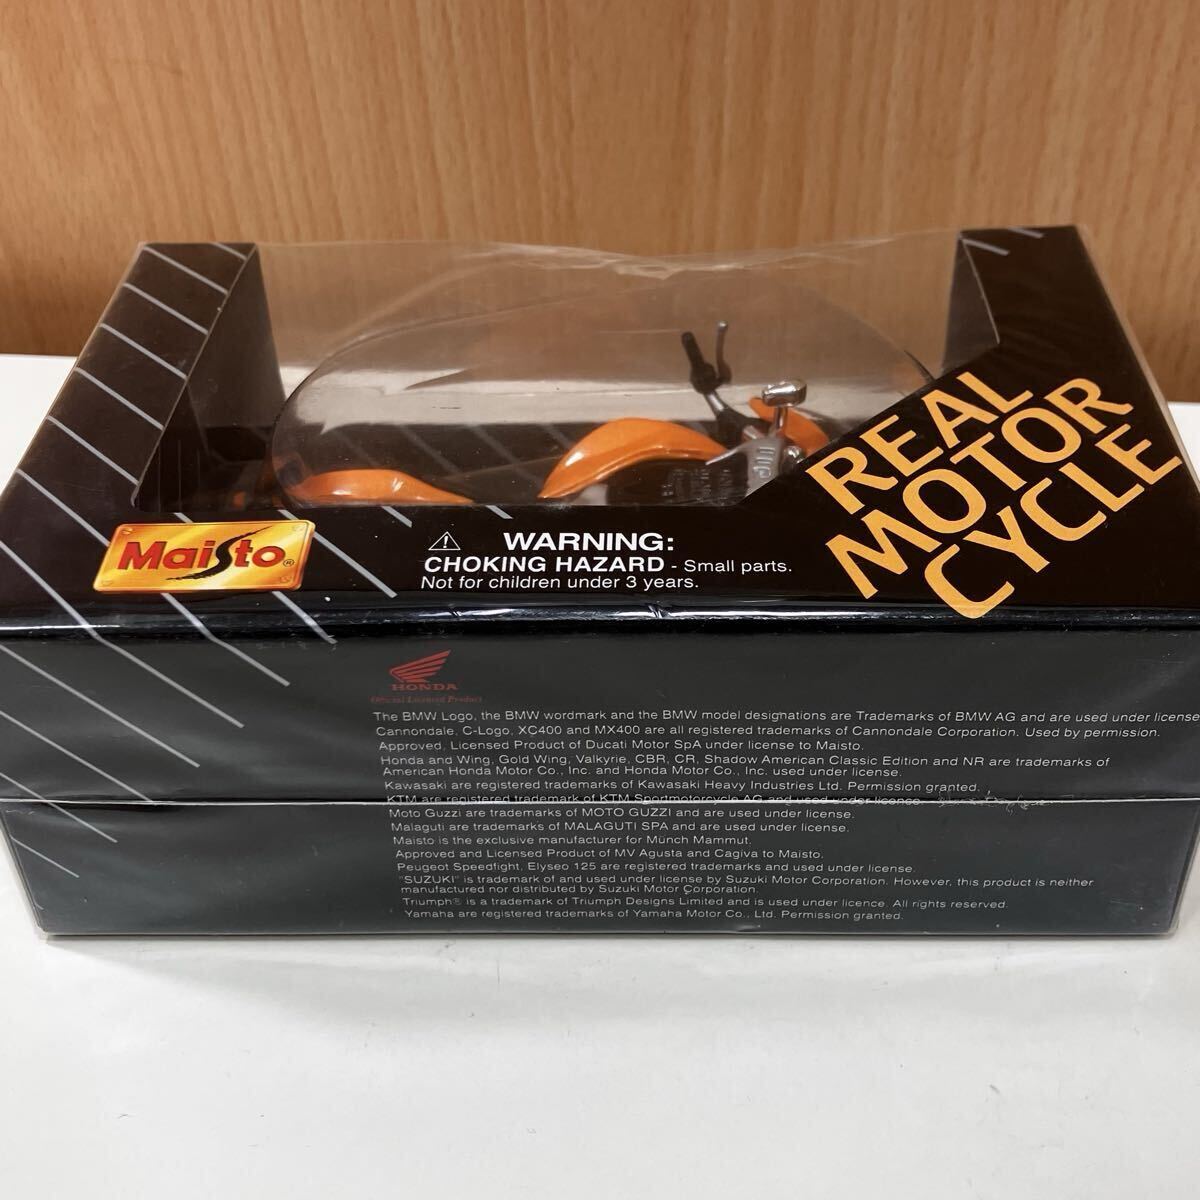 REAL
MOTOR
CYCLE
Maisto®
WARNING:
CHOKING HAZARD - Small parts.
Not for children under 3 years.
HONDA
Official Licensed Product
The BMW Logo, the BMW wordmark and the BMW model designations are Trademarks of BMW AG and are used under license
Cannondale, C-Logo, XC400 and MX400 are all registered trademarks of Cannondale Corporation. Used by permission.
Approved, Licensed Product of Ducati Motor SpA under license to Maisto.
Honda and Wing, Gold Wing, Valkyrie, CBR, CR, Shadow American Classic Edition and NR are trademarks of
American Honda Motor Co., Inc. and Honda Motor Co., Inc. used under license.
Kawasaki are registered trademarks of Kawasaki Heavy Industries Ltd. Permission granted.
KTM are registered trademark of KTM Sportmotorcycle AG and used under licence.
Moto Guzzi are trademarks of MOTO GUZZI and are used under license.
Malaguti are trademarks of MALAGUTI SPA and are used under license.
Maisto is the exclusive manufacturer for Münch Mammut.
Approved and Licensed Product of MV Agusta and Cagiva to Maisto.
Peugeot Speedfight, Elyseo 125 are registered trademarks and used under license.
"SUZUKI" is trademark of and used under license by Suzuki Motor Corporation. However, this product is neither
manufactured nor distributed by Suzuki Motor Corporation.
Triumph® is a trademark of Triumph Designs Limited and is used under licence. All rights reserved.
Yamaha are registered trademarks of Yamaha Motor Co., Ltd. Permission granted.